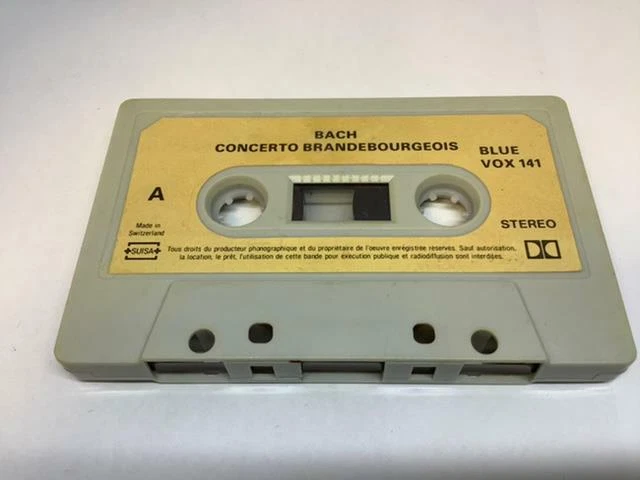 BACH
CONCERTO BRANDEBOURGEOIS
BLUE
VOX 141
A
STEREO
Made in
Switzerland
SUISA
Tous droits du producteur phonographique et du propriétaire de l'oeuvre enrégistrée réservés. Sauf autorisation,
la location, le prêt, l'utilisation de cette bande pour exécution publique et radiodiffusion sont interdites.